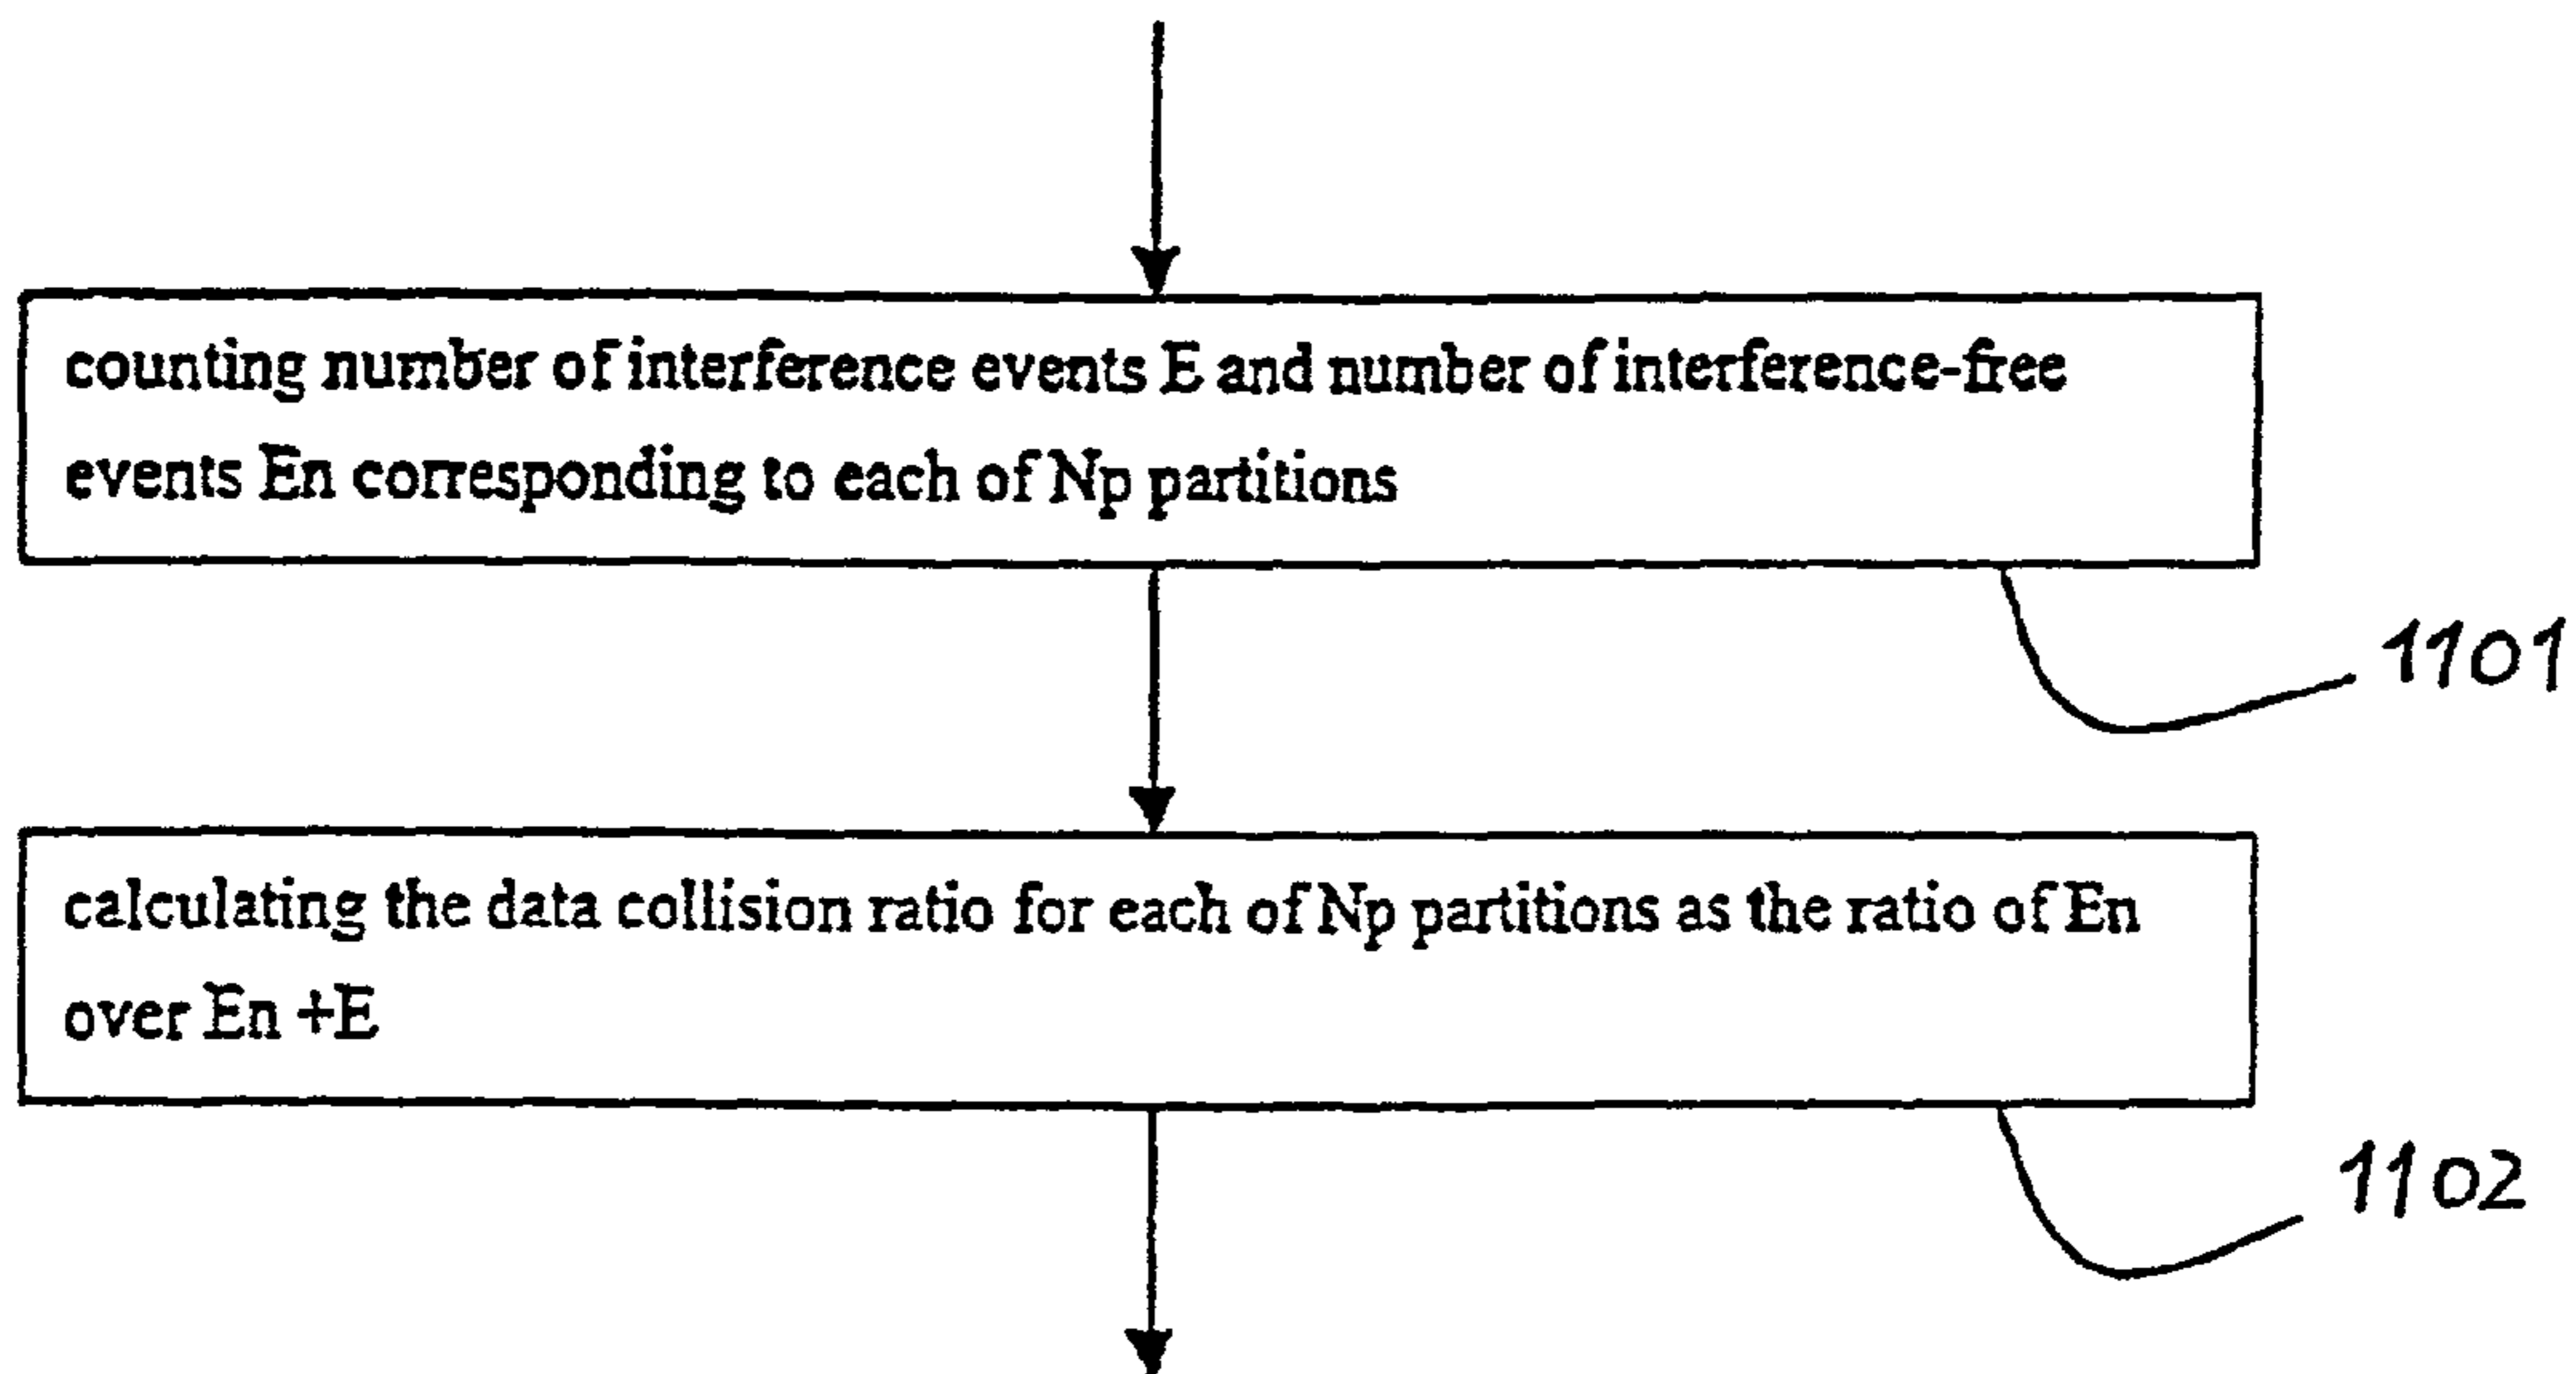 counting number of interference events E and number of interference-free
events En corresponding to each of Np partitions
1101
calculating the data collision ratio for each of Np partitions as the ratio of En
over En +E
1102